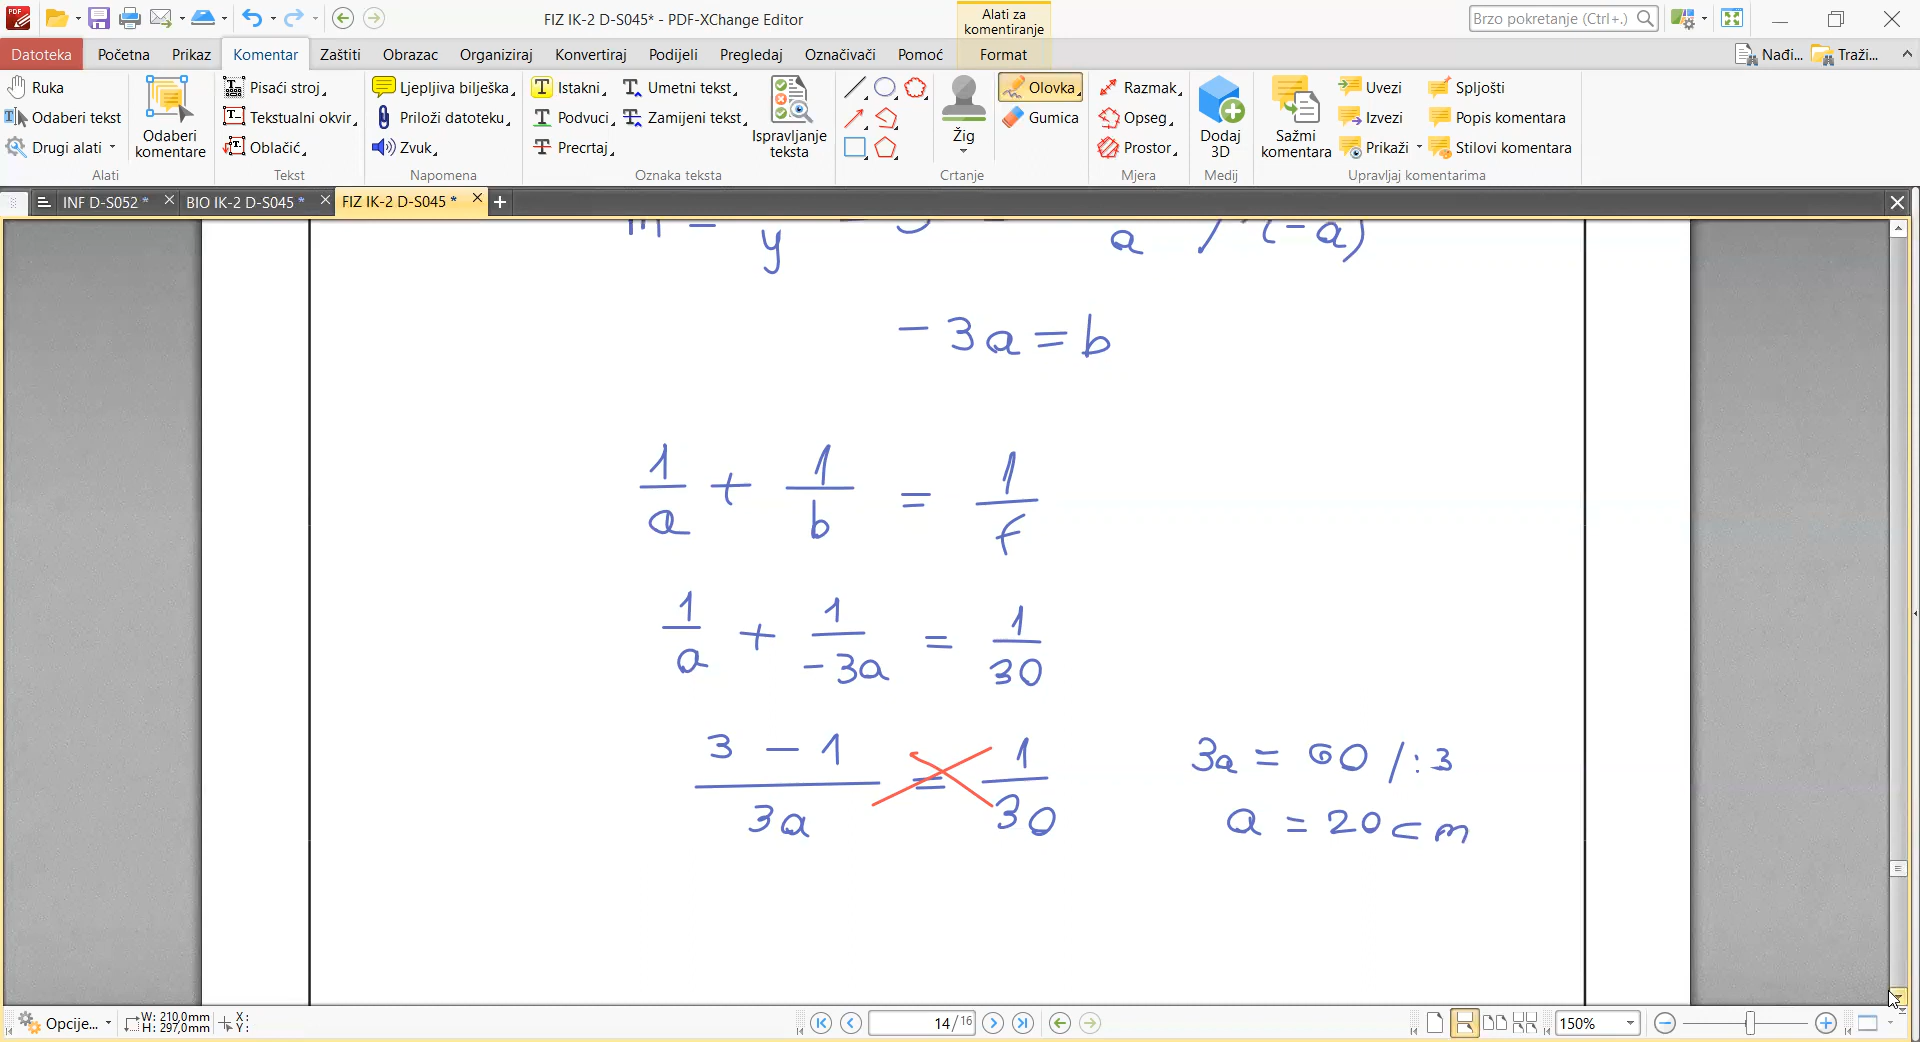 FIZ IK-2 D-S045* - PDF-XChange Editor
Alati za komentiranje
Brzo pokretanje (Ctrl+.)
Datoteka Početna Prikaz Komentar Zaštiti Obrazac Organiziraj Konvertiraj Podijeli Pregledaj Označivači Pomoć Format Nađi... Traži...
Ruka Pisaći stroj Ljepljiva bilješka Istakni Umetni tekst Olovka Razmak Uvezi Spljošti
Odaberi tekst Tekstualni okvir Priloži datoteku Podvuci Zamijeni tekst Gumica Opseg Izvezi Popis komentara
Drugi alati Oblačić Zvuk Precrtaj Prostor Prikaži Stilovi komentara
Odaberi komentare Ispravljanje teksta Žig Dodaj 3D Sažmi komentara
Alati Tekst Napomena Oznaka teksta Crtanje Mjera Medij Upravljaj komentarima
INF D-S052 * BIO IK-2 D-S045 * FIZ IK-2 D-S045 *
m = y a / · (-a)
- 3a = b
1/a + 1/b = 1/f
1/a + 1/-3a = 1/30
3 - 1 / 3a = 1/30
3a = 60 / : 3
a = 20 cm
Opcije... W: 210,0mm H: 297,0mm X: Y: 14 / 16 150%